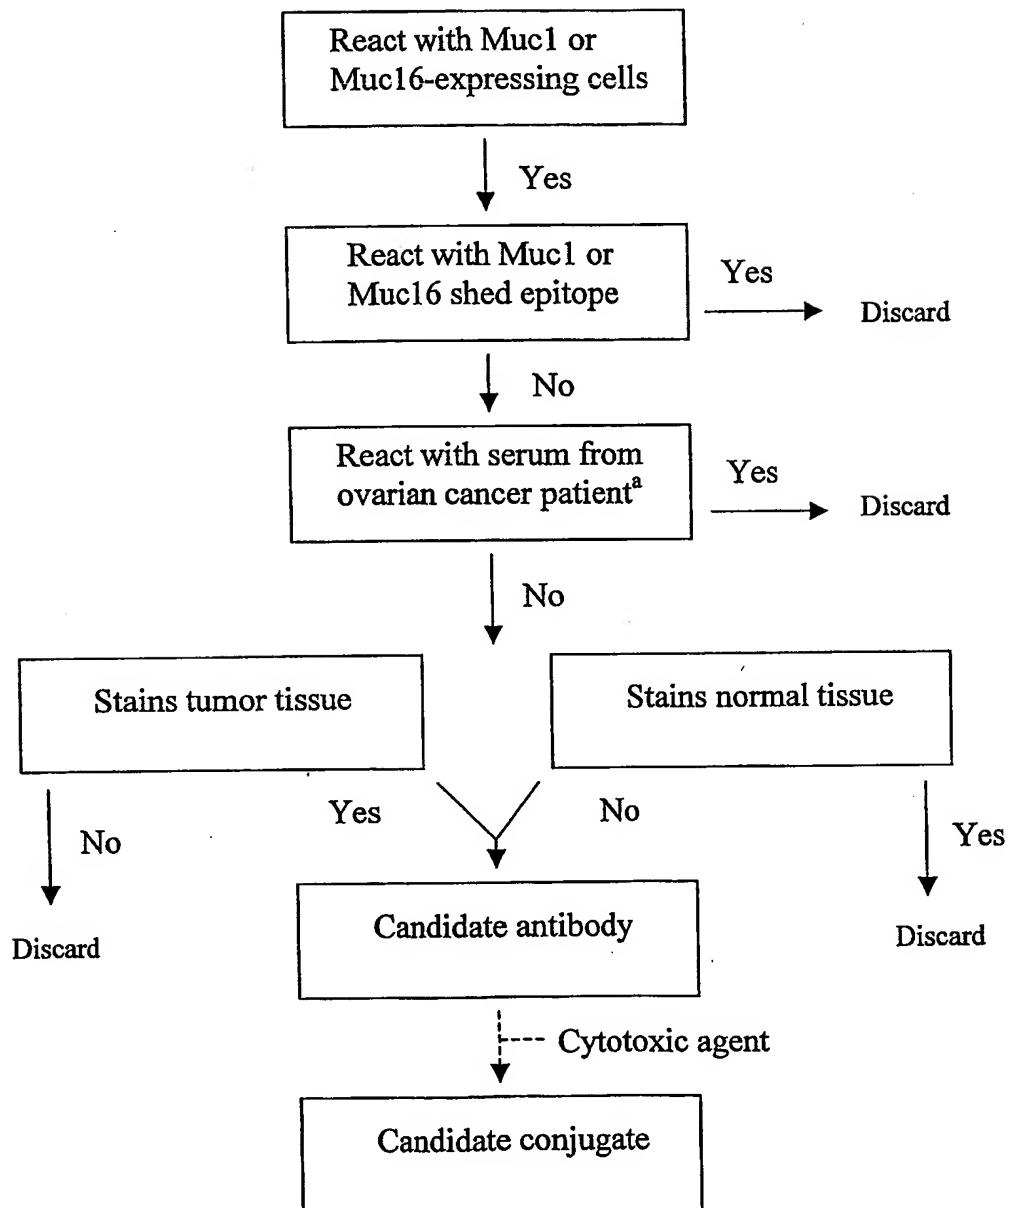 React with Muc1 or
Muc16-expressing cells
Yes
React with Muc1 or
Muc16 shed epitope
Yes
Discard
No
React with serum from
ovarian cancer patientᵃ
Yes
Discard
No
Stains tumor tissue
Stains normal tissue
Yes
No
No
Yes
Discard
Candidate antibody
Discard
Cytotoxic agent
Candidate conjugate